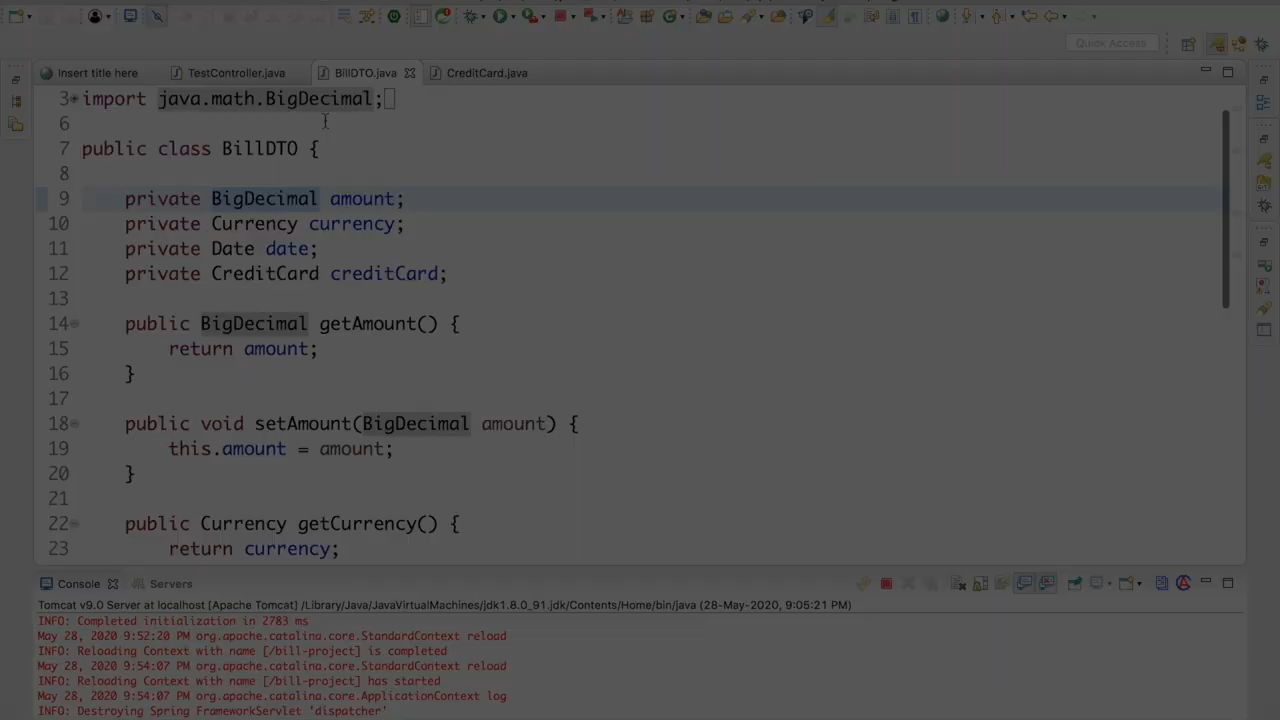 Quick Access
Insert title here TestController.java BillDTO.java CreditCard.java
3 import java.math.BigDecimal;
6
7 public class BillDTO {
8
9 private BigDecimal amount;
10 private Currency currency;
11 private Date date;
12 private CreditCard creditCard;
13
14 public BigDecimal getAmount() {
15 return amount;
16 }
17
18 public void setAmount(BigDecimal amount) {
19 this.amount = amount;
20 }
21
22 public Currency getCurrency() {
23 return currency;
Console Servers
Tomcat v9.0 Server at localhost [Apache Tomcat] /Library/Java/JavaVirtualMachines/jdk1.8.0_91.jdk/Contents/Home/bin/java (28-May-2020, 9:05:21 PM)
INFO: Completed initialization in 2783 ms
May 28, 2020 9:52:20 PM org.apache.catalina.core.StandardContext reload
INFO: Reloading Context with name [/bill-project] is completed
May 28, 2020 9:54:07 PM org.apache.catalina.core.StandardContext reload
INFO: Reloading Context with name [/bill-project] has started
May 28, 2020 9:54:07 PM org.apache.catalina.core.ApplicationContext log
INFO: Destroying Spring FrameworkServlet 'dispatcher'